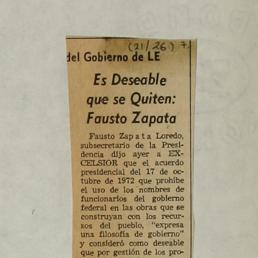 (21/26) 7.
del Gobierno de LE
Es Deseable
que se Quiten:
Fausto Zapata
Fausto Zapata Loredo,
subsecretario de la Presi-
dencia dijo ayer a EX-
CELSIOR que el acuerdo
presidencial del 17 de oc-
tubre de 1972 que prohíbe
el uso de los nombres de
funcionarios del gobierno
federal en las obras que se
construyan con los recur-
sos del pueblo, "expresa
una filosofía de gobierno"
y consideró como deseable
que por gestión de los pro-